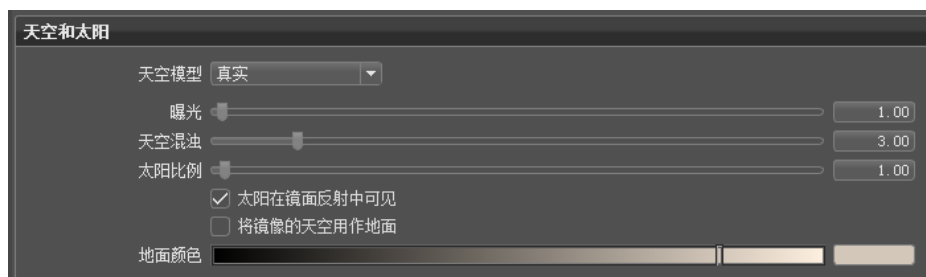 天空和太阳
天空模型 真实
曝光 1.00
天空混浊 3.00
太阳比例 1.00
太阳在镜面反射中可见
将镜像的天空用作地面
地面颜色